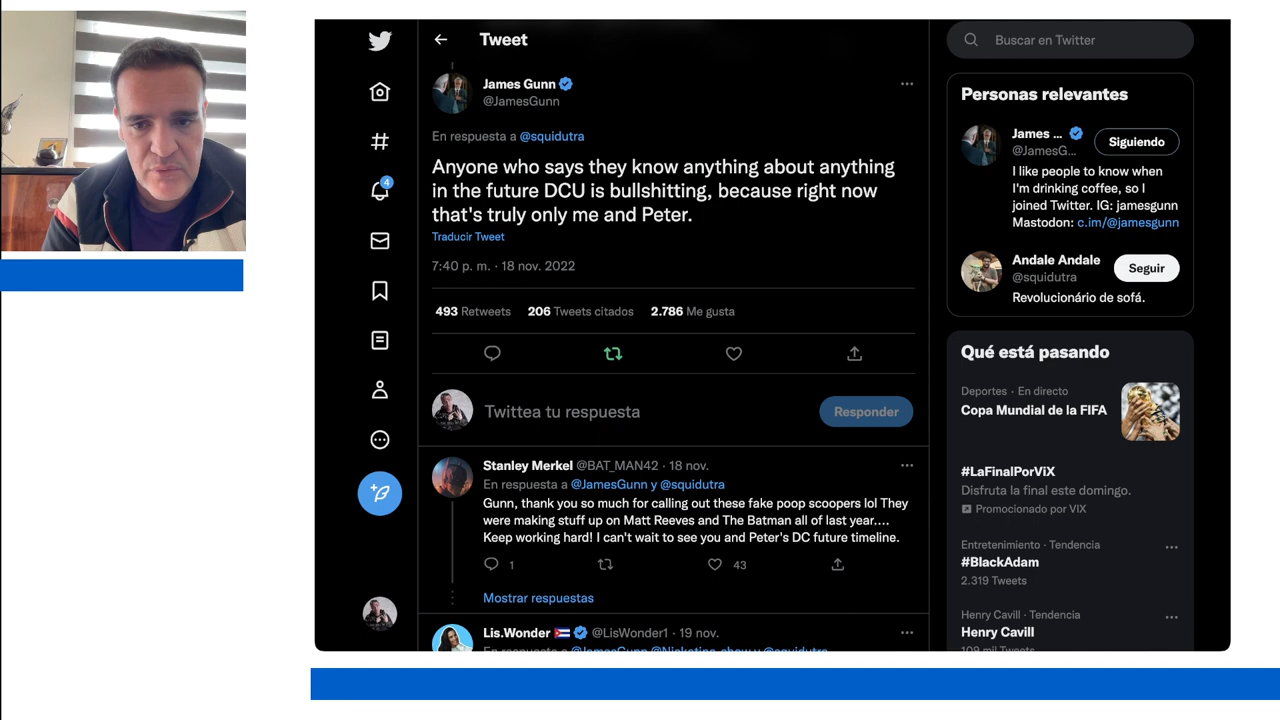 Tweet
James Gunn
@JamesGunn
En respuesta a @squidutra
Anyone who says they know anything about anything
in the future DCU is bullshitting, because right now
that's truly only me and Peter.
Traducir Tweet
7:40 p. m. · 18 nov. 2022
493 Retweets 206 Tweets citados 2.786 Me gusta
Twittea tu respuesta
Responder
Stanley Merkel @BAT_MAN42 · 18 nov.
En respuesta a @JamesGunn y @squidutra
Gunn, thank you so much for calling out these fake poop scoopers lol They
were making stuff up on Matt Reeves and The Batman all of last year....
Keep working hard! I can't wait to see you and Peter's DC future timeline.
1
43
Mostrar respuestas
Lis.Wonder @LisWonder1 · 19 nov.
4
Buscar en Twitter
Personas relevantes
James ...
@JamesG...
Siguiendo
I like people to know when
I'm drinking coffee, so I
joined Twitter. IG: jamesgunn
Mastodon: c.im/@jamesgunn
Andale Andale
@squidutra
Seguir
Revolucionário de sofá.
Qué está pasando
Deportes · En directo
Copa Mundial de la FIFA
#LaFinalPorViX
Disfruta la final este domingo.
Promocionado por VIX
Entretenimiento · Tendencia
#BlackAdam
2.319 Tweets
Henry Cavill · Tendencia
Henry Cavill